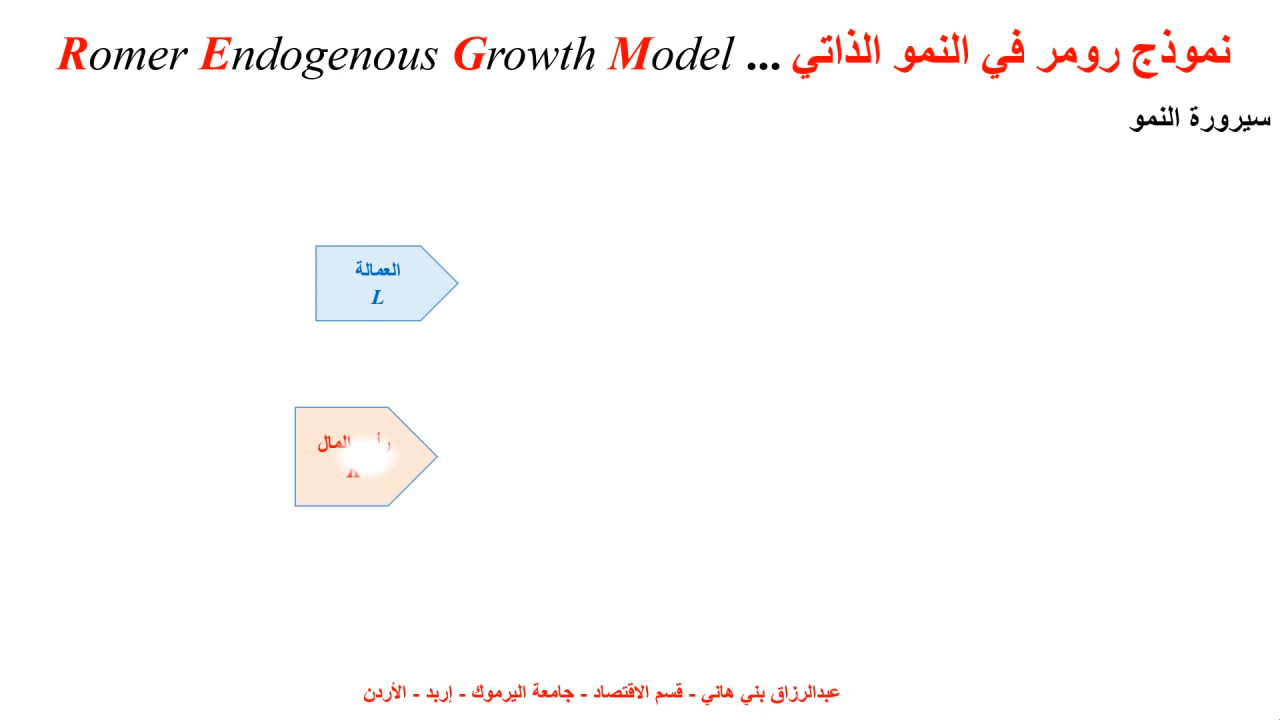 نموذج رومر في النمو الذاتي ... Romer Endogenous Growth Model
سيرورة النمو
العمالة
L
المال
عبدالرزاق بني هاني - قسم الاقتصاد - جامعة اليرموك - إربد - الأردن